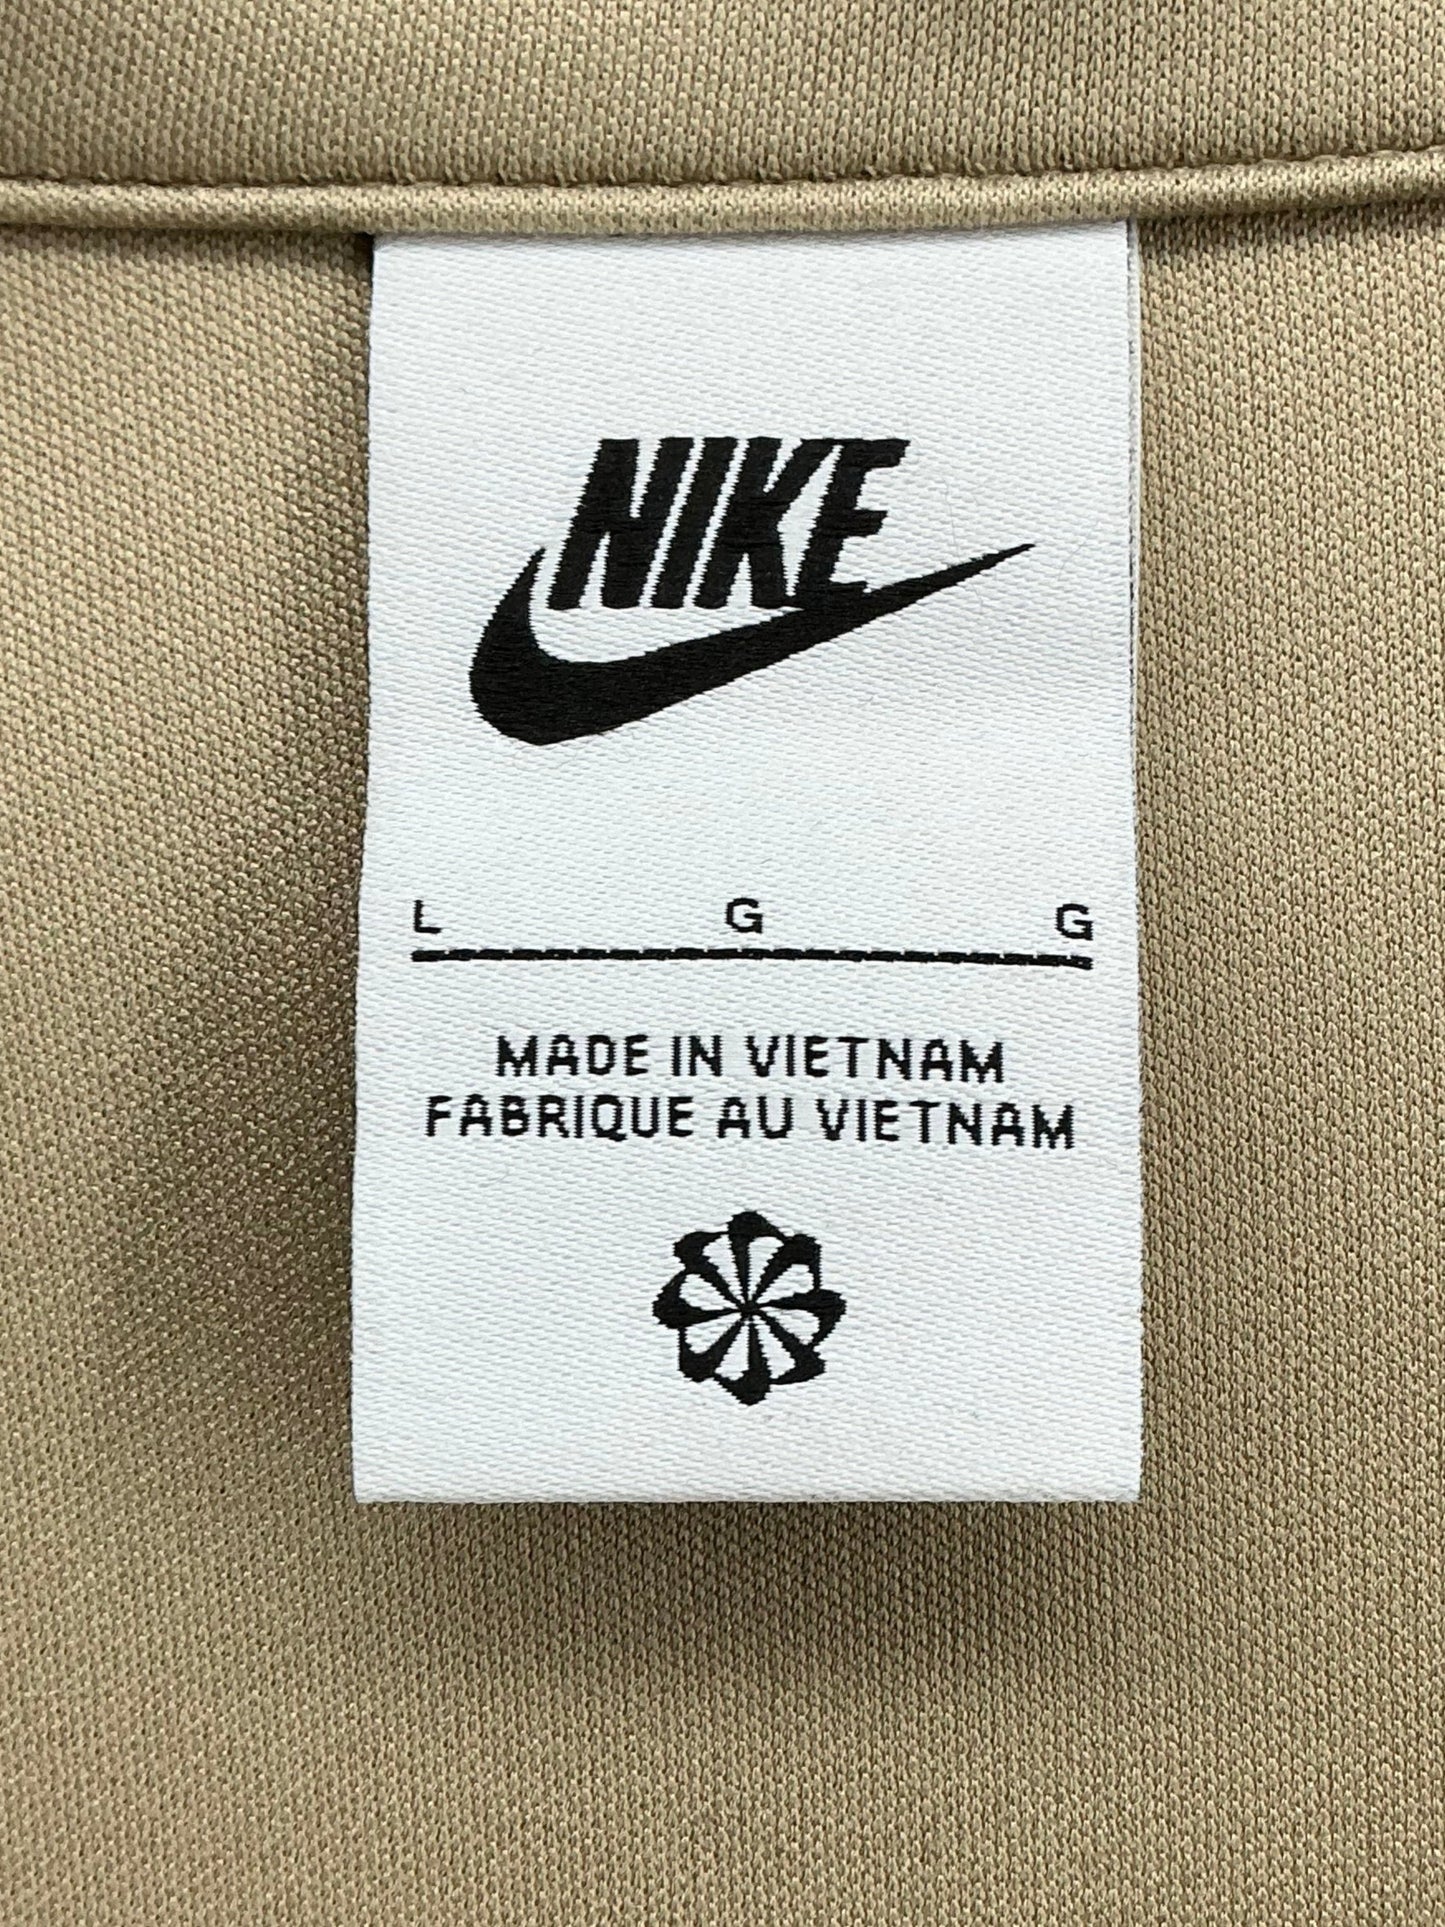 NIKE
L G G
MADE IN VIETNAM
FABRIQUE AU VIETNAM